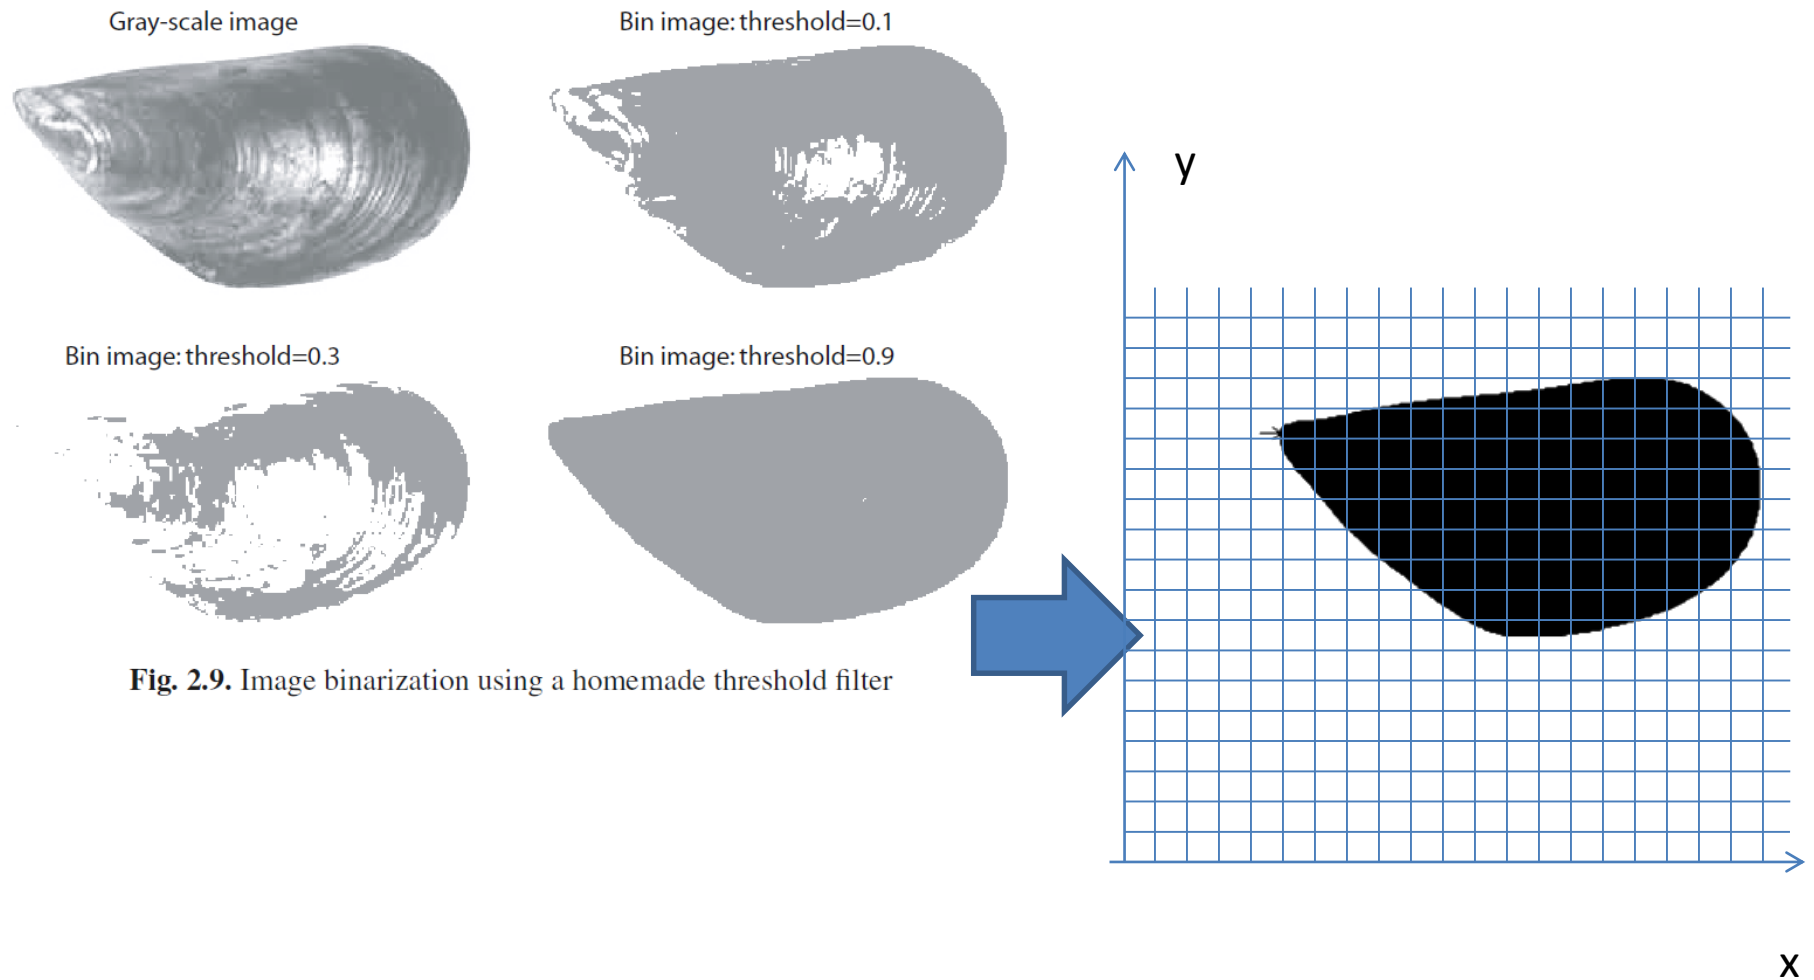 Gray-scale image
Bin image: threshold=0.1
Bin image: threshold=0.3
Bin image: threshold=0.9
Fig. 2.9. Image binarization using a homemade threshold filter
y
x